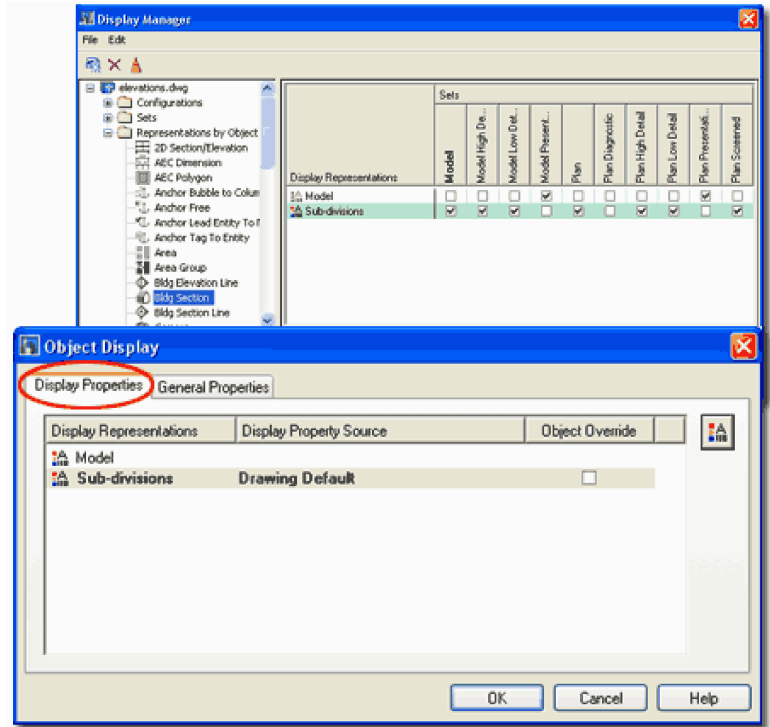 Display Manager
File Edit
elevations.dwg
Configurations
Sets
Representations by Object
2D Section/Elevation
AEC Dimension
AEC Polygon
Anchor Bubble to Colum
Anchor Free
Anchor Lead Entity To
Anchor Tag To Entity
Area
Area Group
Bldg Elevation Line
Bldg Section
Bldg Section Line
Sets
Display Representations
Model
Model High De...
Model Low Det...
Model Present...
Plan
Plan Diagnostic
Plan High Detail
Plan Low Detail
Plan Presentati...
Plan Screened
Model
Sub-divisions
Object Display
Display Properties General Properties
Display Representations Display Property Source Object Override
Model
Sub-divisions Drawing Default
OK Cancel Help